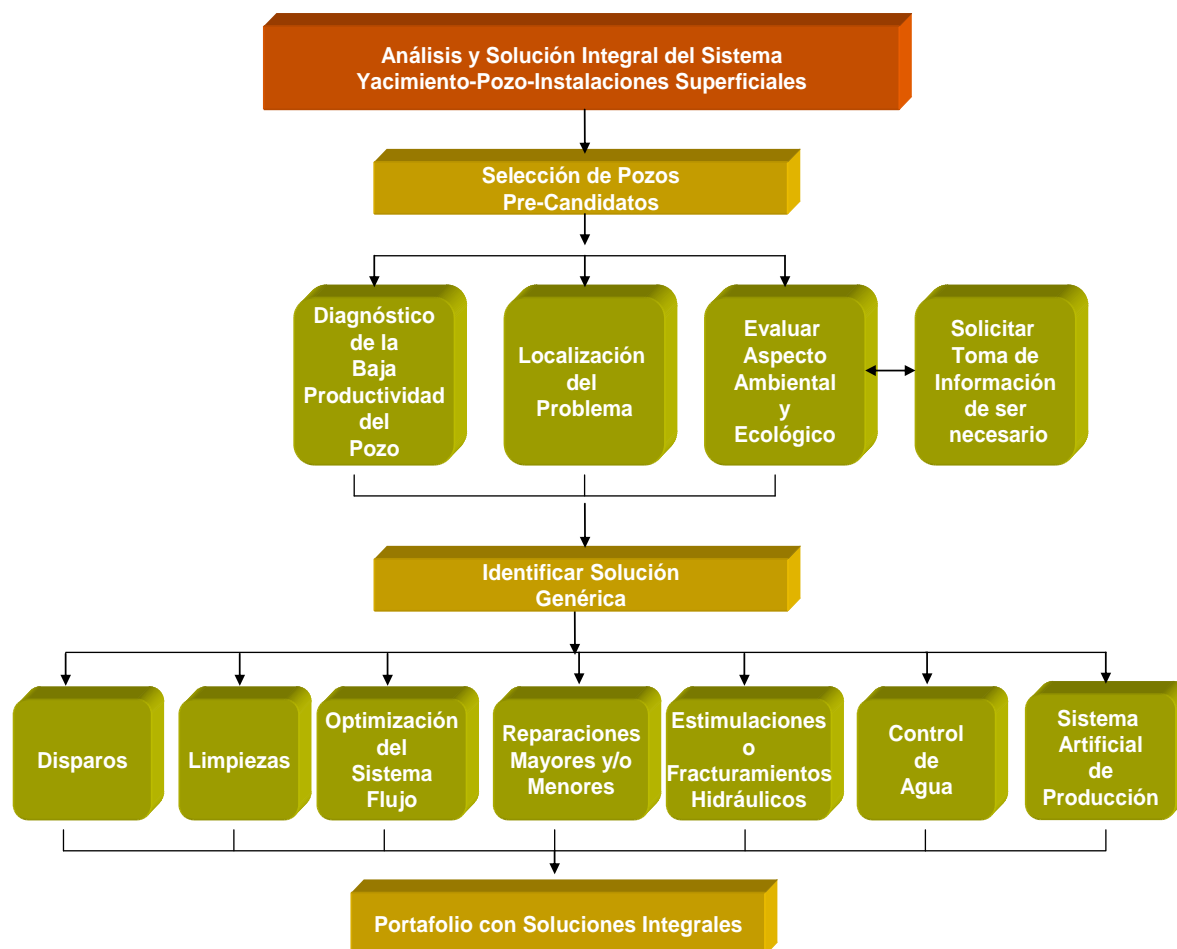 Análisis y Solución Integral del Sistema
Yacimiento-Pozo-Instalaciones Superficiales
Selección de Pozos
Pre-Candidatos
Diagnóstico
de la
Baja
Productividad
del
Pozo
Localización
del
Problema
Evaluar
Aspecto
Ambiental
y
Ecológico
Solicitar
Toma de
Información
de ser
necesario
Identificar Solución
Genérica
Disparos
Limpiezas
Optimización
del
Sistema
Flujo
Reparaciones
Mayores y/o
Menores
Estimulaciones
o
Fracturamientos
Hidráulicos
Control
de
Agua
Sistema
Artificial
de
Producción
Portafolio con Soluciones Integrales